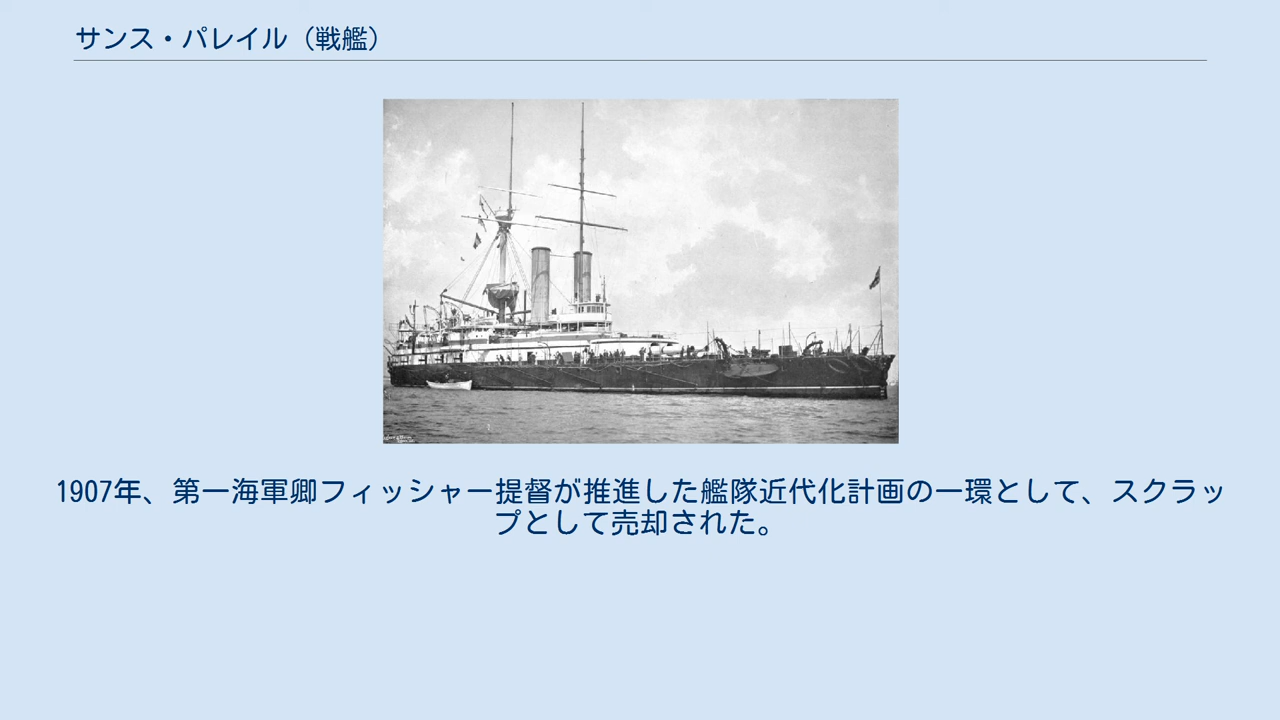 サンス・パレイル（戦艦）
1907年、第一海軍卿フィッシャー提督が推進した艦隊近代化計画の一環として、スクラッ
プとして売却された。